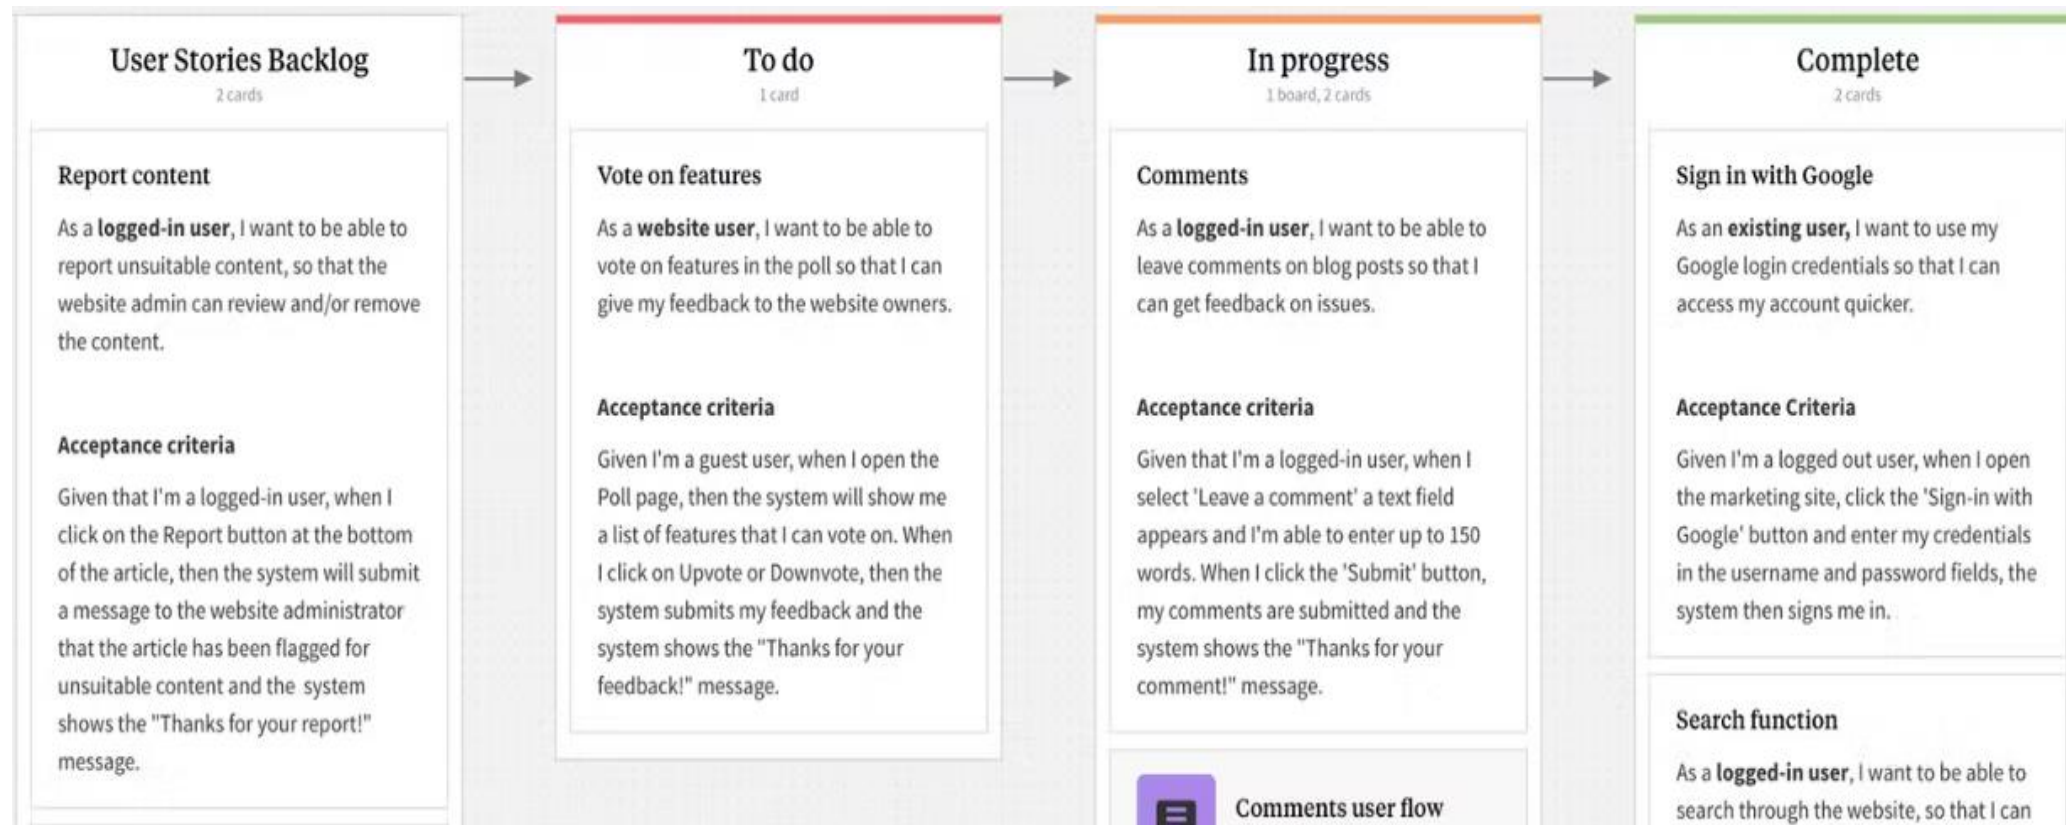 User Stories Backlog
2 cards
Report content
As a logged-in user, I want to be able to
report unsuitable content, so that the
website admin can review and/or remove
the content.
Acceptance criteria
Given that I'm a logged-in user, when I
click on the Report button at the bottom
of the article, then the system will submit
a message to the website administrator
that the article has been flagged for
unsuitable content and the system
shows the "Thanks for your report!"
message.
To do
1 card
Vote on features
As a website user, I want to be able to
vote on features in the poll so that I can
give my feedback to the website owners.
Acceptance criteria
Given I'm a guest user, when I open the
Poll page, then the system will show me
a list of features that I can vote on. When
I click on Upvote or Downvote, then the
system submits my feedback and the
system shows the "Thanks for your
feedback!" message.
In progress
1 board, 2 cards
Comments
As a logged-in user, I want to be able to
leave comments on blog posts so that I
can get feedback on issues.
Acceptance criteria
Given that I'm a logged-in user, when I
select 'Leave a comment' a text field
appears and I'm able to enter up to 150
words. When I click the 'Submit' button,
my comments are submitted and the
system shows the "Thanks for your
comment!" message.
Comments user flow
Complete
2 cards
Sign in with Google
As an existing user, I want to use my
Google login credentials so that I can
access my account quicker.
Acceptance Criteria
Given I'm a logged out user, when I open
the marketing site, click the 'Sign-in with
Google' button and enter my credentials
in the username and password fields, the
system then signs me in.
Search function
As a logged-in user, I want to be able to
search through the website, so that I can